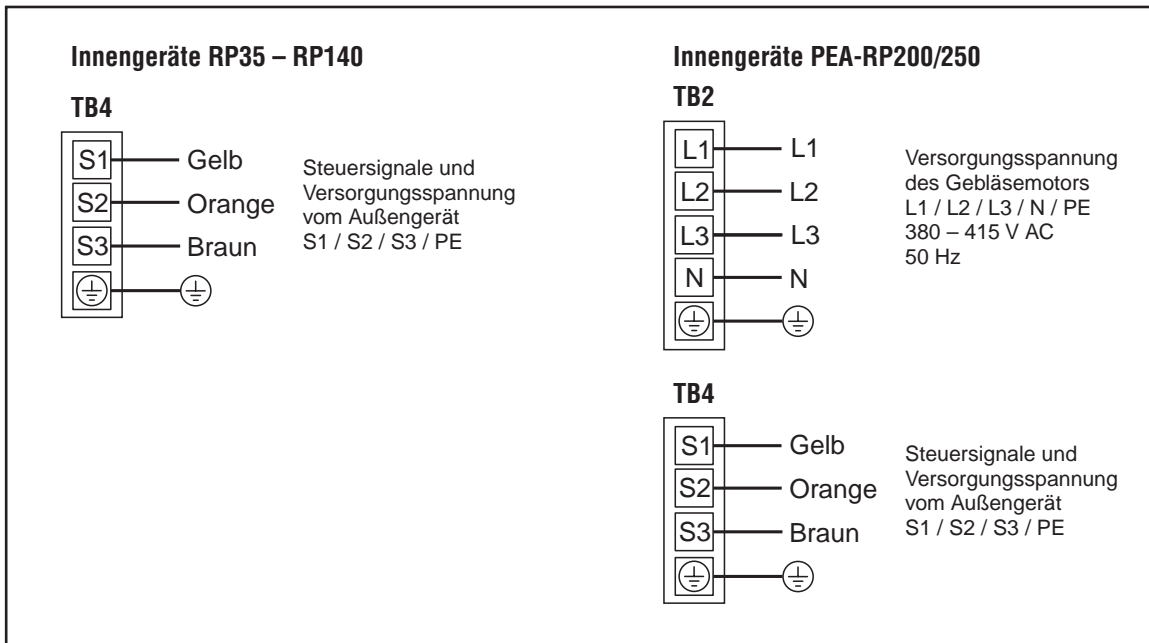 Innengeräte RP35 – RP140
TB4
S1 Gelb
S2 Orange
S3 Braun
Steuersignale und
Versorgungsspannung
vom Außengerät
S1 / S2 / S3 / PE
Innengeräte PEA-RP200/250
TB2
L1 L1
L2 L2
L3 L3
N N
Versorgungsspannung
des Gebläsemotors
L1 / L2 / L3 / N / PE
380 – 415 V AC
50 Hz
TB4
S1 Gelb
S2 Orange
S3 Braun
Steuersignale und
Versorgungsspannung
vom Außengerät
S1 / S2 / S3 / PE